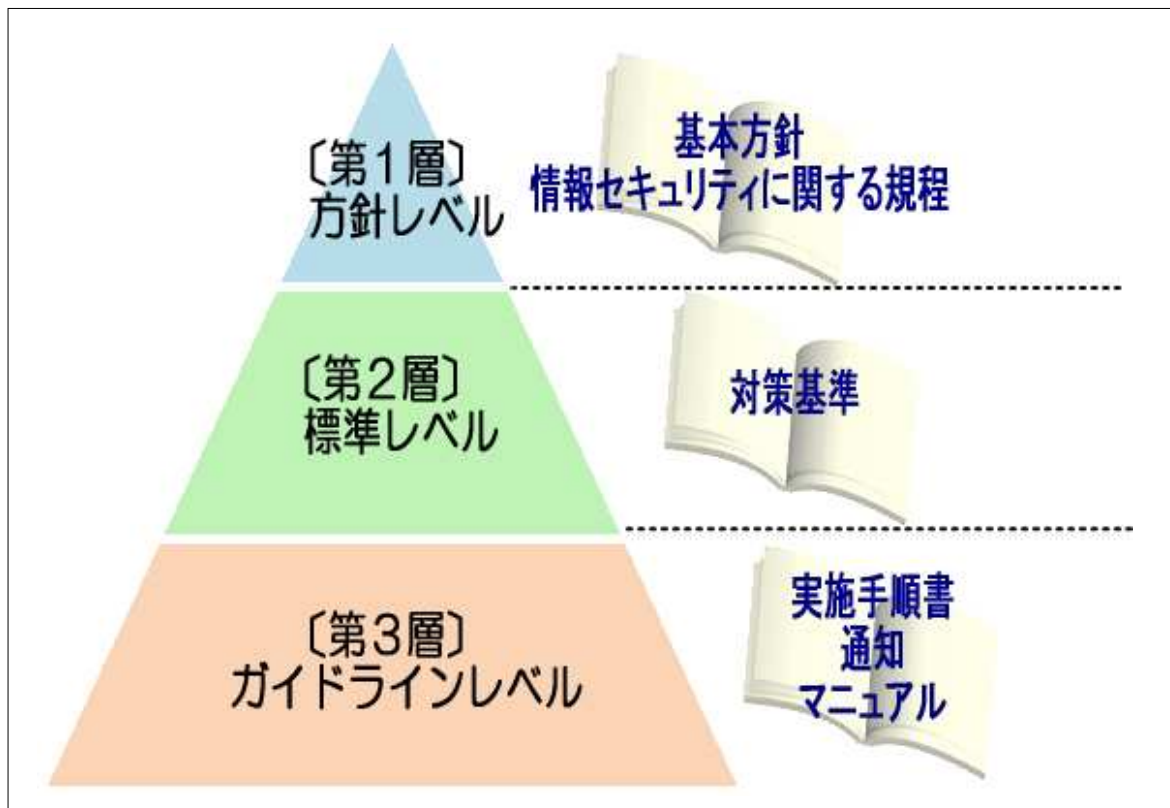 〔第１層〕
方針レベル
基本方針
情報セキュリティに関する規程
〔第２層〕
標準レベル
対策基準
〔第３層〕
ガイドラインレベル
実施手順書
通知
マニュアル